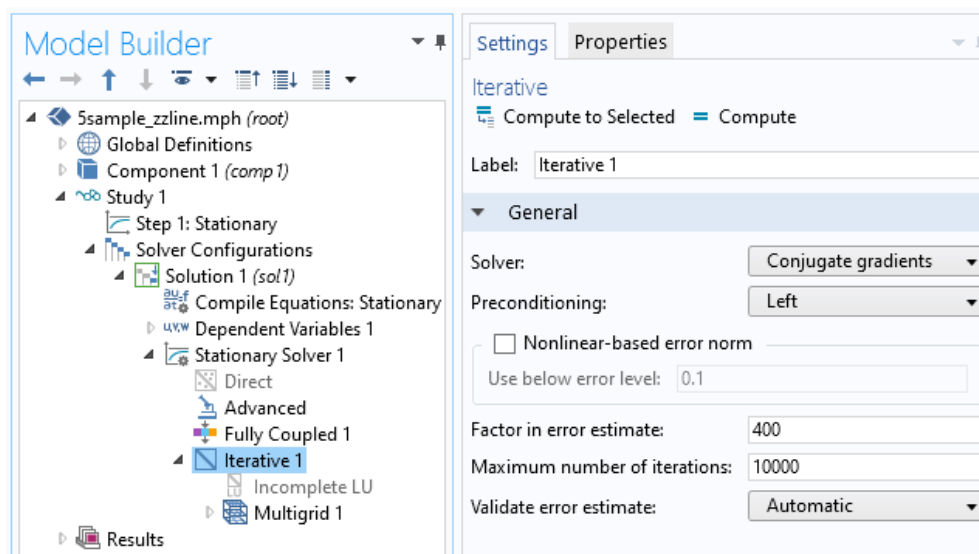 Model Builder
5sample_zzline.mph (root)
Global Definitions
Component 1 (comp1)
Study 1
Step 1: Stationary
Solver Configurations
Solution 1 (sol1)
Compile Equations: Stationary
Dependent Variables 1
Stationary Solver 1
Direct
Advanced
Fully Coupled 1
Iterative 1
Incomplete LU
Multigrid 1
Results
Settings Properties
Iterative
Compute to Selected = Compute
Label: Iterative 1
General
Solver: Conjugate gradients
Preconditioning: Left
Nonlinear-based error norm
Use below error level: 0.1
Factor in error estimate: 400
Maximum number of iterations: 10000
Validate error estimate: Automatic